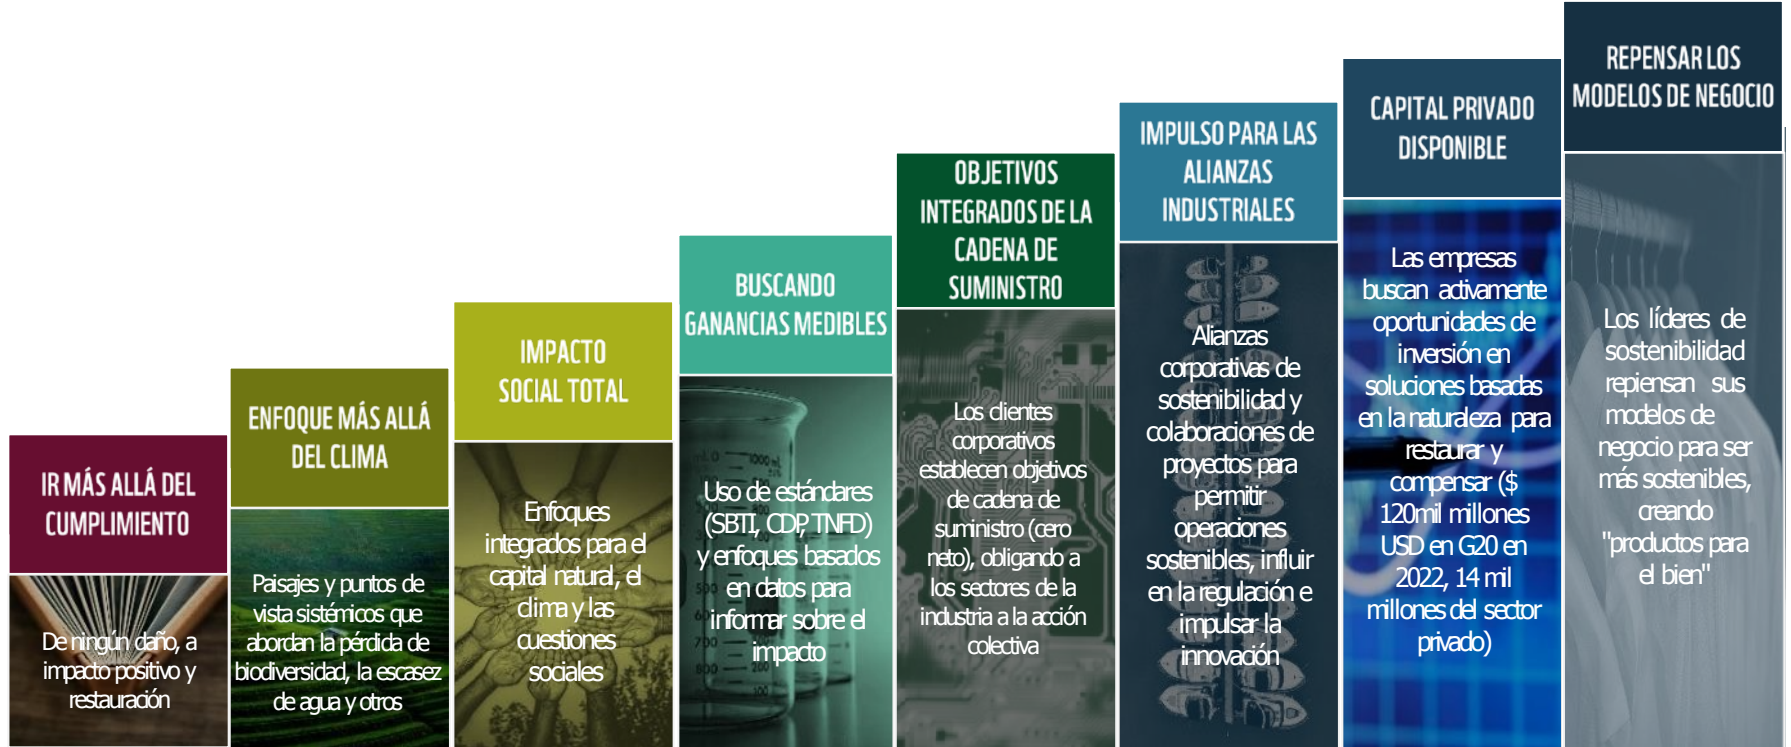 IR MÁS ALLÁ DEL
CUMPLIMIENTO
De ningún daño, a
impacto positivo y
restauración
ENFOQUE MÁS ALLÁ
DEL CLIMA
Paisajes y puntos de
vista sistémicos que
abordan la pérdida de
biodiversidad, la escasez
de agua y otros
IMPACTO
SOCIAL TOTAL
Enfoques
integrados para el
capital natural, el
clima y las
cuestiones
sociales
BUSCANDO
GANANCIAS MEDIBLES
Uso de estándares
(SBTI, CDP, TNFD)
y enfoques basados
en datos para
informar sobre el
impacto
OBJETIVOS
INTEGRADOS DE LA
CADENA DE
SUMINISTRO
Los clientes
corporativos
establecen objetivos
de cadena de
suministro (cero
neto), obligando a
los sectores de la
industria a la acción
colectiva
IMPULSO PARA LAS
ALIANZAS
INDUSTRIALES
Alianzas
corporativas de
sostenibilidad y
colaboraciones de
proyectos para
permitir
operaciones
sostenibles, influir
en la regulación e
impulsar la
innovación
CAPITAL PRIVADO
DISPONIBLE
Las empresas
buscan activamente
oportunidades de
inversión en
soluciones basadas
en la naturaleza para
restaurar y
compensar ($
120mil millones
USD en G20 en
2022, 14 mil
millones del sector
privado)
REPENSAR LOS
MODELOS DE NEGOCIO
Los líderes de
sostenibilidad
repiensan sus
modelos de
negocio para ser
más sostenibles,
creando
"productos para
el bien"